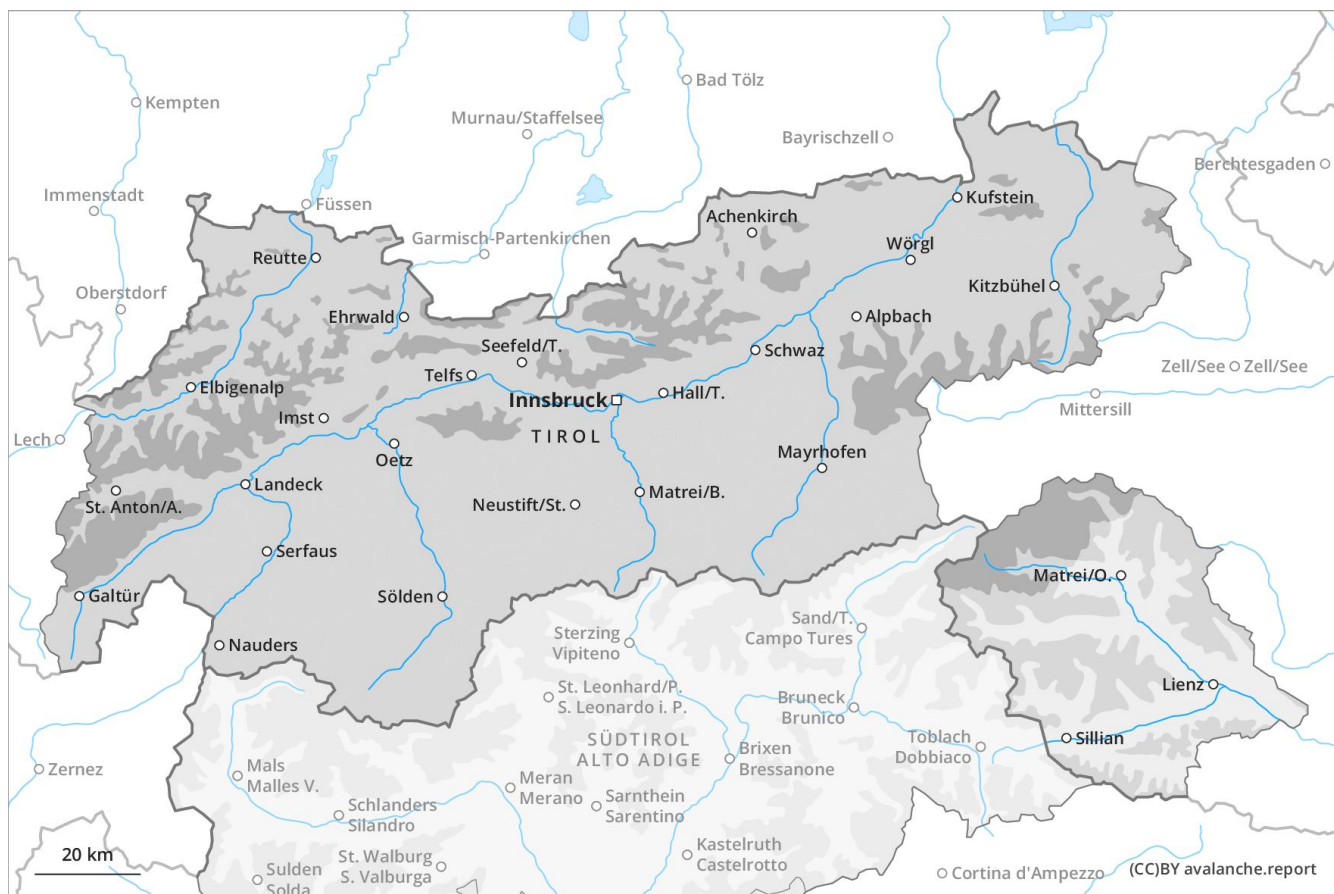 Kempten
Bad Tölz
Murnau/Staffelsee
Bayrischzell
Berchtesgaden
Immenstadt
Füssen
Kufstein
Achenkirch
Garmisch-Partenkirchen
Wörgl
Reutte
Oberstdorf
Kitzbühel
Ehrwald
Alpbach
Seefeld/T.
Schwaz
Zell/See
Zell/See
Telfs
Elbigenalp
Hall/T.
Innsbruck
Mittersill
Imst
TIROL
Lech
Oetz
Mayrhofen
Landeck
Matrei/B.
St. Anton/A.
Neustift/St.
Serfaus
Matrei/O.
Galtür
Sölden
Sand/T.
Campo Tures
Sterzing
Vipiteno
Nauders
Lienz
St. Leonhard/P.
S. Leonardo i. P.
Bruneck
Brunico
SÜDTIROL
ALTO ADIGE
Sillian
Toblach
Dobbiaco
Brixen
Bressanone
Zernez
Mals
Malles V.
Meran
Merano
Sarnthein
Sarentino
Schlanders
Silandro
Kastelruth
Castelrotto
20 km
St. Walburg
S. Valburga
Sulden
Solda
Cortina d'Ampezzo
(CC)BY avalanche.report